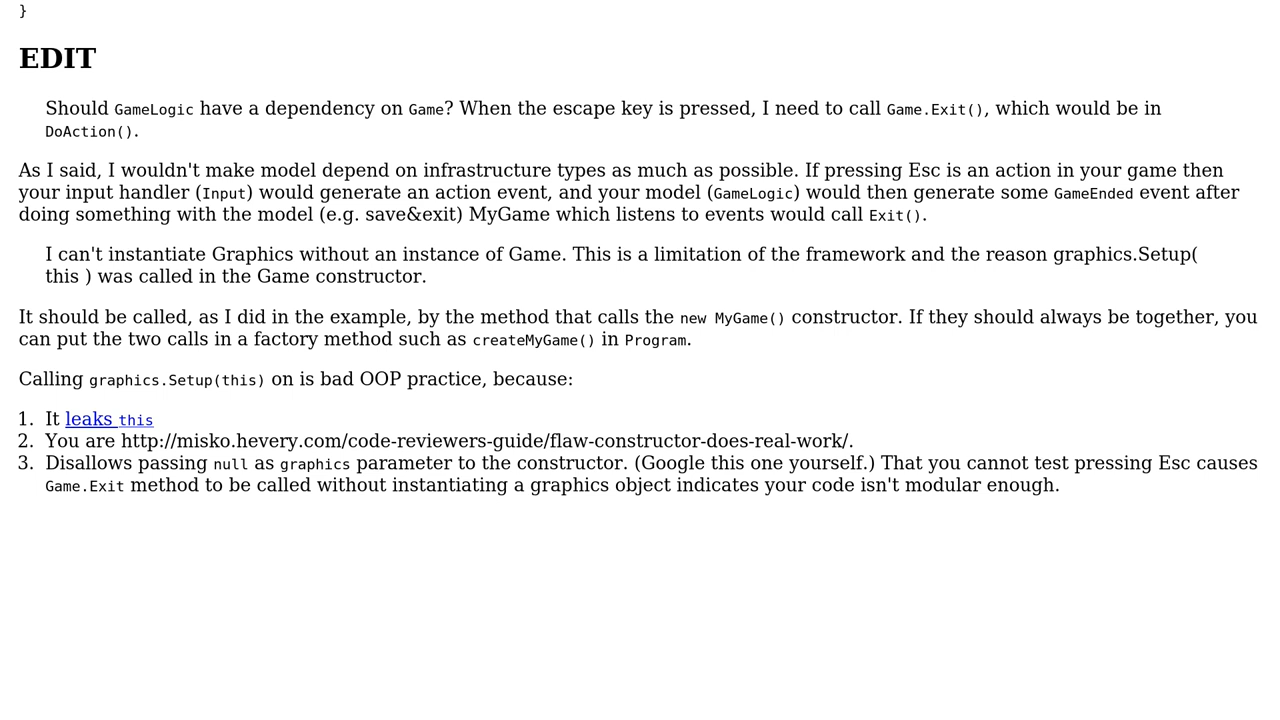 }
EDIT
Should GameLogic have a dependency on Game? When the escape key is pressed, I need to call Game.Exit(), which would be in
DoAction().
As I said, I wouldn't make model depend on infrastructure types as much as possible. If pressing Esc is an action in your game then
your input handler (Input) would generate an action event, and your model (GameLogic) would then generate some GameEnded event after
doing something with the model (e.g. save&exit) MyGame which listens to events would call Exit().
I can't instantiate Graphics without an instance of Game. This is a limitation of the framework and the reason graphics.Setup(
this ) was called in the Game constructor.
It should be called, as I did in the example, by the method that calls the new MyGame() constructor. If they should always be together, you
can put the two calls in a factory method such as createMyGame() in Program.
Calling graphics.Setup(this) on is bad OOP practice, because:
1. It leaks this
2. You are http://misko.hevery.com/code-reviewers-guide/flaw-constructor-does-real-work/.
3. Disallows passing null as graphics parameter to the constructor. (Google this one yourself.) That you cannot test pressing Esc causes
Game.Exit method to be called without instantiating a graphics object indicates your code isn't modular enough.